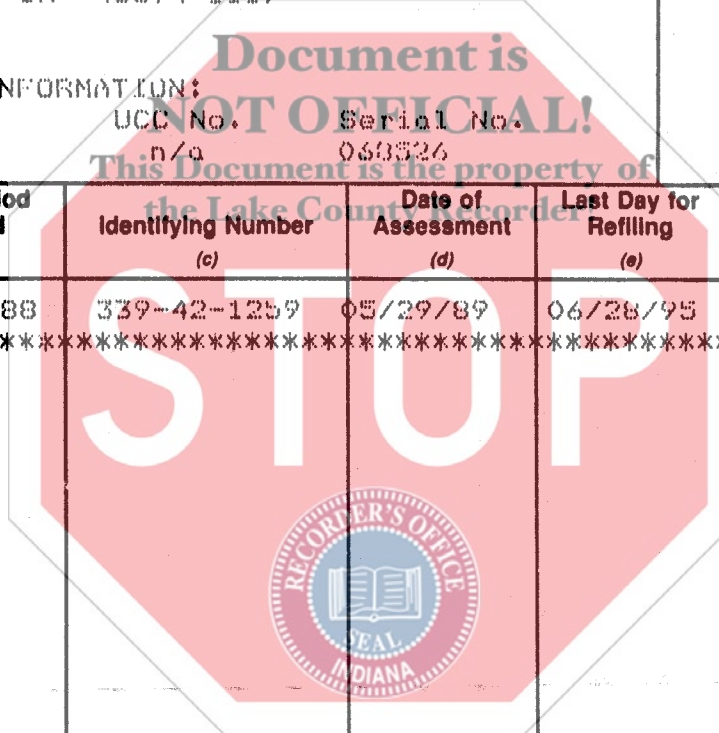 Document is
NFORMATION:
NOT OFFICIAL!
UCC No. Serial No.
n/a 060526
This Document is the property of
the Lake County Recorder!
Identifying Number
(c)
Date of Assessment
(d)
Last Day for Refiling
(e)
88 339-42-1259 05/29/89 06/28/95
STOP
RECORDER'S OFFICE
SEAL
INDIANA